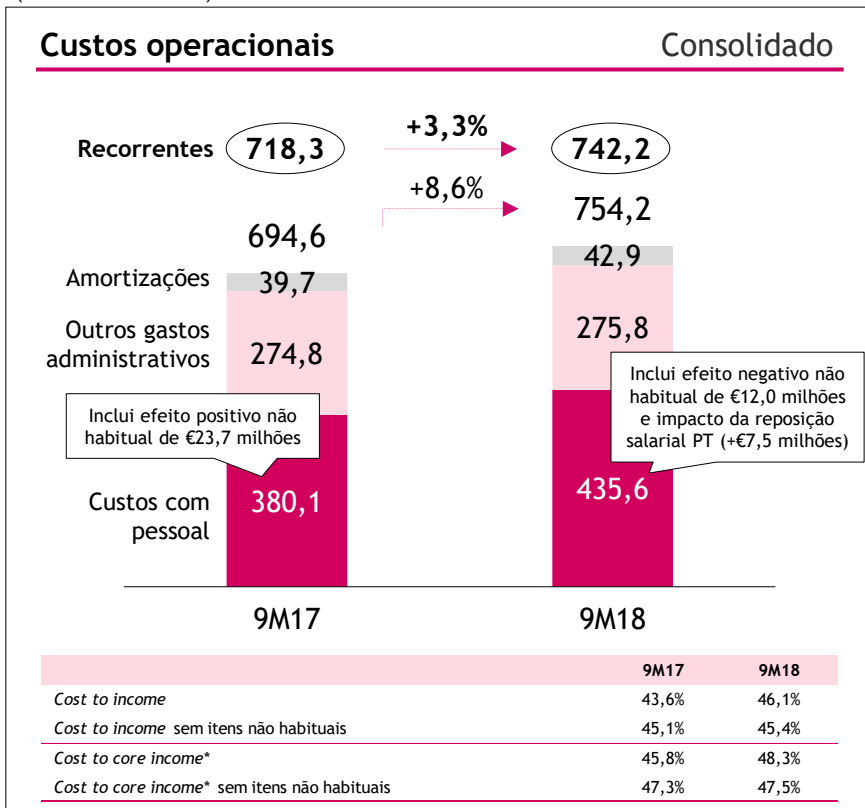 Custos operacionais Consolidado
Recorrentes 718,3 +3,3% 742,2
+8,6%
694,6 754,2
Amortizações 39,7 42,9
Outros gastos
administrativos 274,8 275,8
Inclui efeito positivo não
habitual de €23,7 milhões
Inclui efeito negativo não
habitual de €12,0 milhões
e impacto da reposição
salarial PT (+€7,5 milhões)
Custos com
pessoal 380,1 435,6
9M17 9M18
9M17 9M18
Cost to income 43,6% 46,1%
Cost to income sem itens não habituais 45,1% 45,4%
Cost to core income* 45,8% 48,3%
Cost to core income* sem itens não habituais 47,3% 47,5%